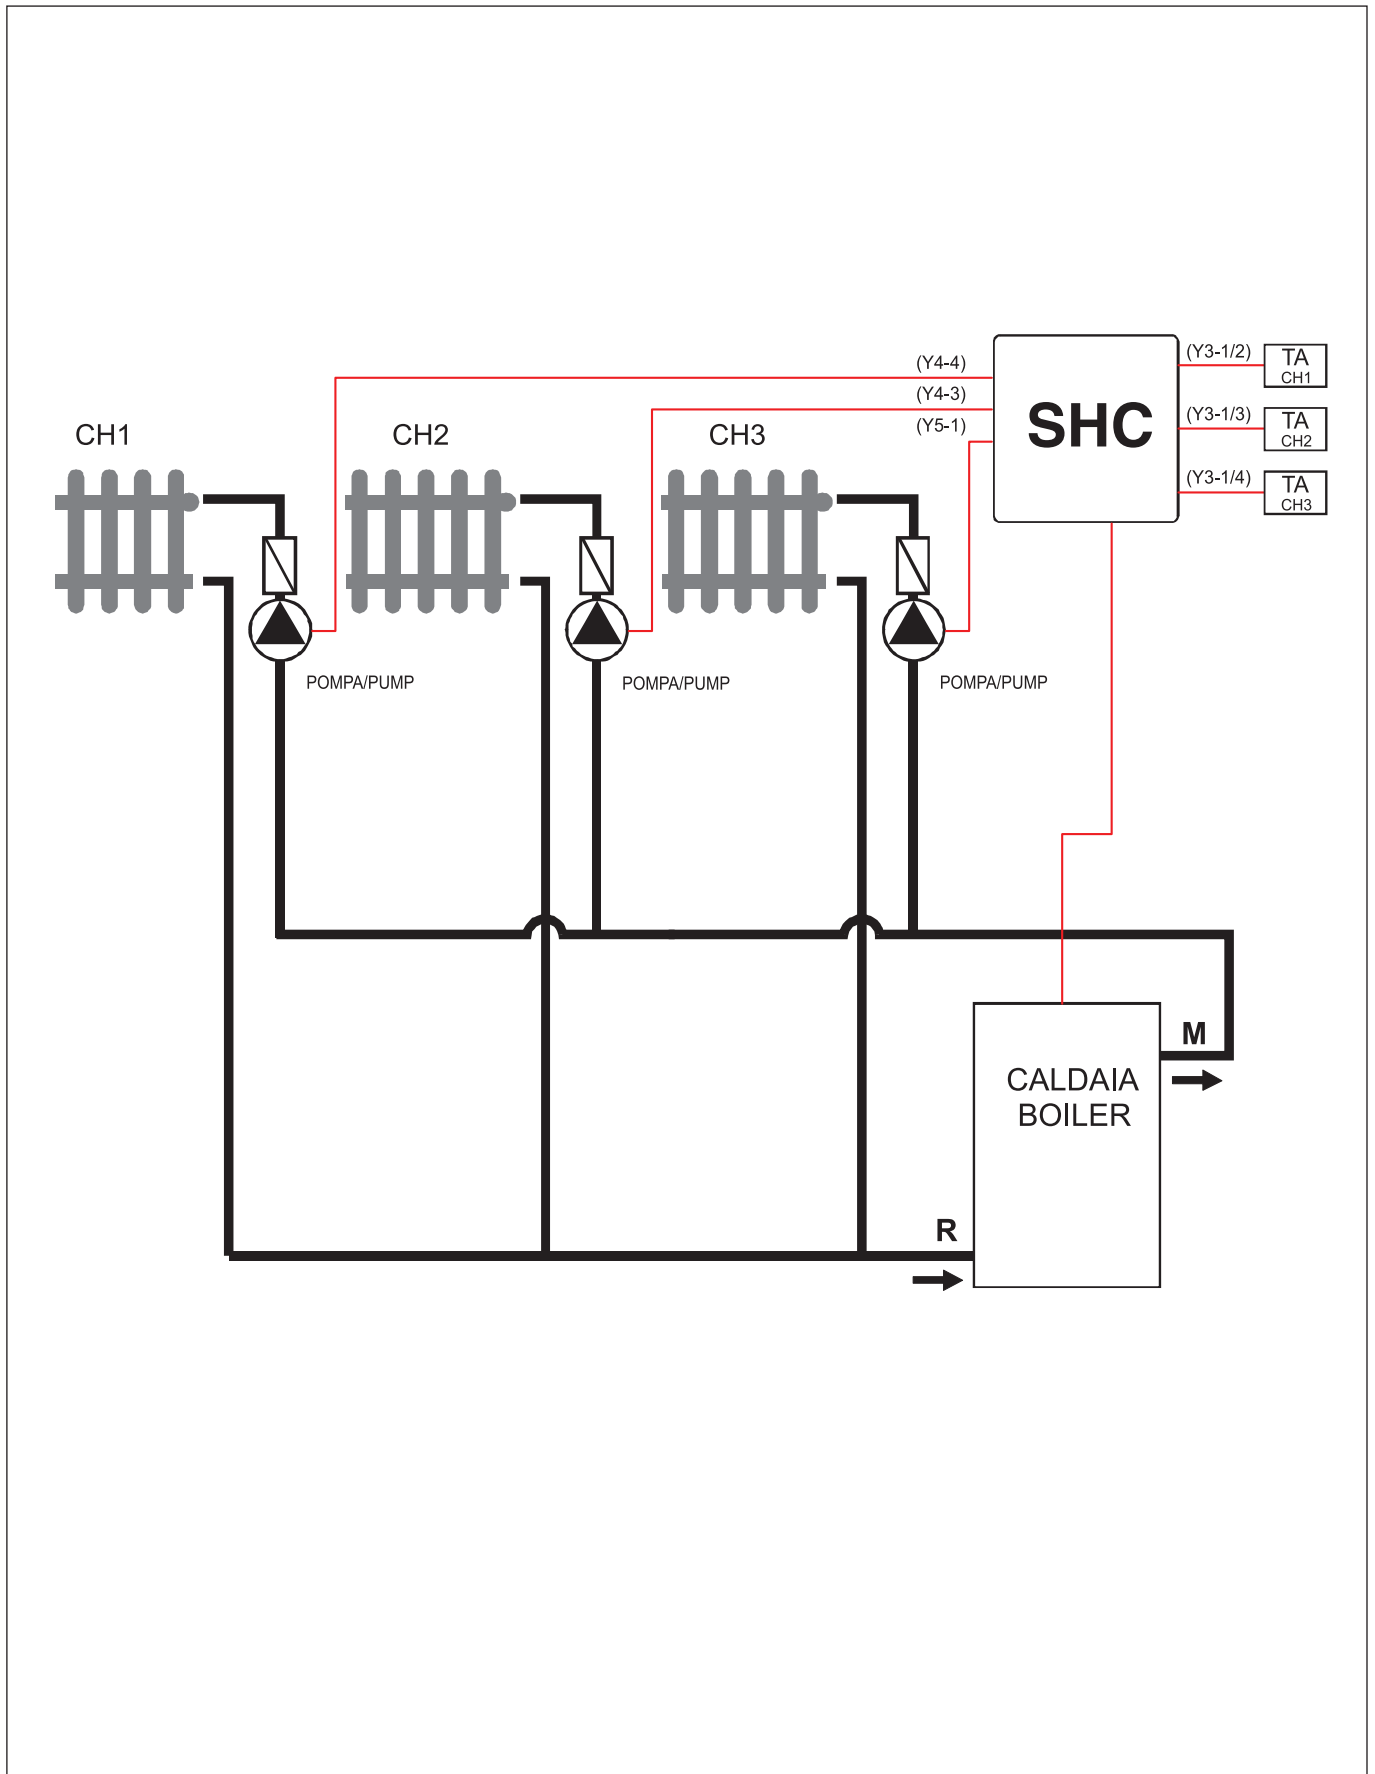 (Y4-4)
(Y4-3)
(Y5-1)
SHC
(Y3-1/2)
TA
CH1
(Y3-1/3)
TA
CH2
(Y3-1/4)
TA
CH3
CH1
CH2
CH3
POMPA/PUMP
POMPA/PUMP
POMPA/PUMP
M
CALDAIA
BOILER
R